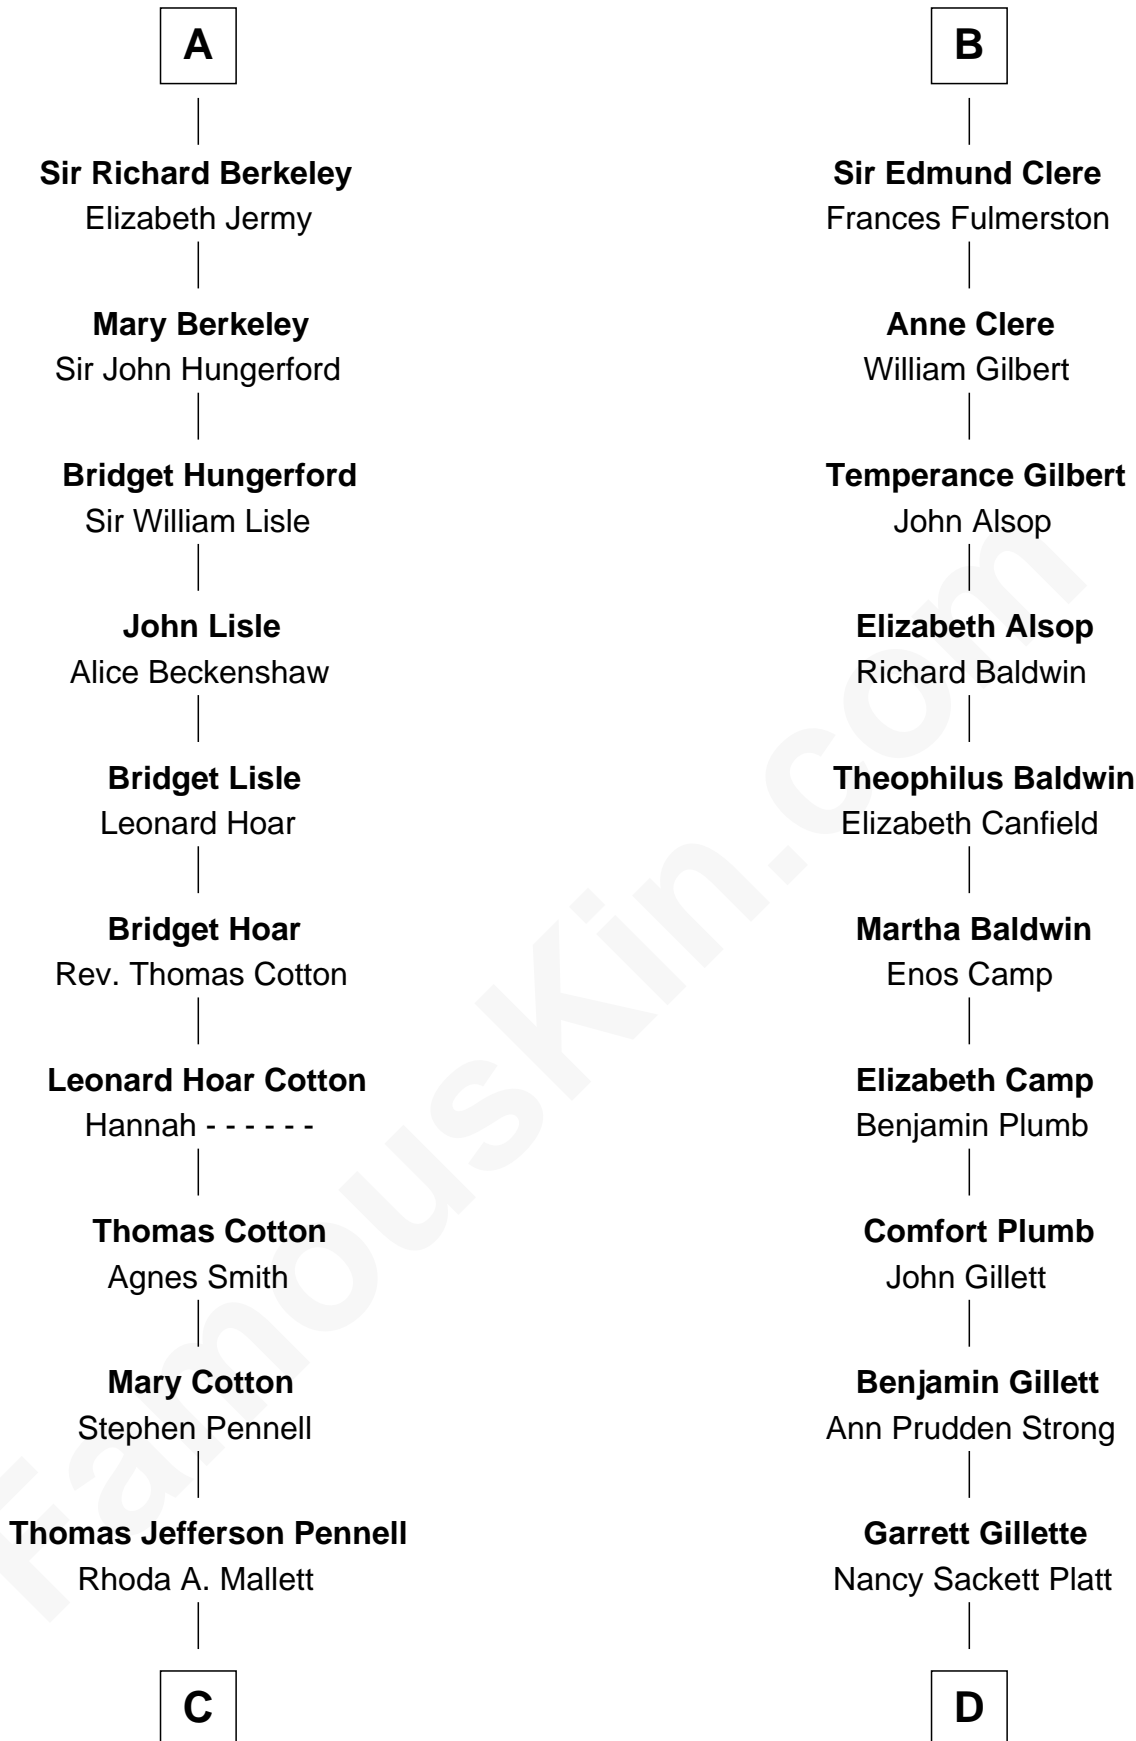 A
Sir Richard Berkeley
Elizabeth Jermy
Mary Berkeley
Sir John Hungerford
Bridget Hungerford
Sir William Lisle
John Lisle
Alice Beckenshaw
Bridget Lisle
Leonard Hoar
Bridget Hoar
Rev. Thomas Cotton
Leonard Hoar Cotton
Hannah - - - - - -
Thomas Cotton
Agnes Smith
Mary Cotton
Stephen Pennell
Thomas Jefferson Pennell
Rhoda A. Mallett
C
B
Sir Edmund Clere
Frances Fulmerston
Anne Clere
William Gilbert
Temperance Gilbert
John Alsop
Elizabeth Alsop
Richard Baldwin
Theophilus Baldwin
Elizabeth Canfield
Martha Baldwin
Enos Camp
Elizabeth Camp
Benjamin Plumb
Comfort Plumb
John Gillett
Benjamin Gillett
Ann Prudden Strong
Garrett Gillette
Nancy Sackett Platt
D
FamousKin.com